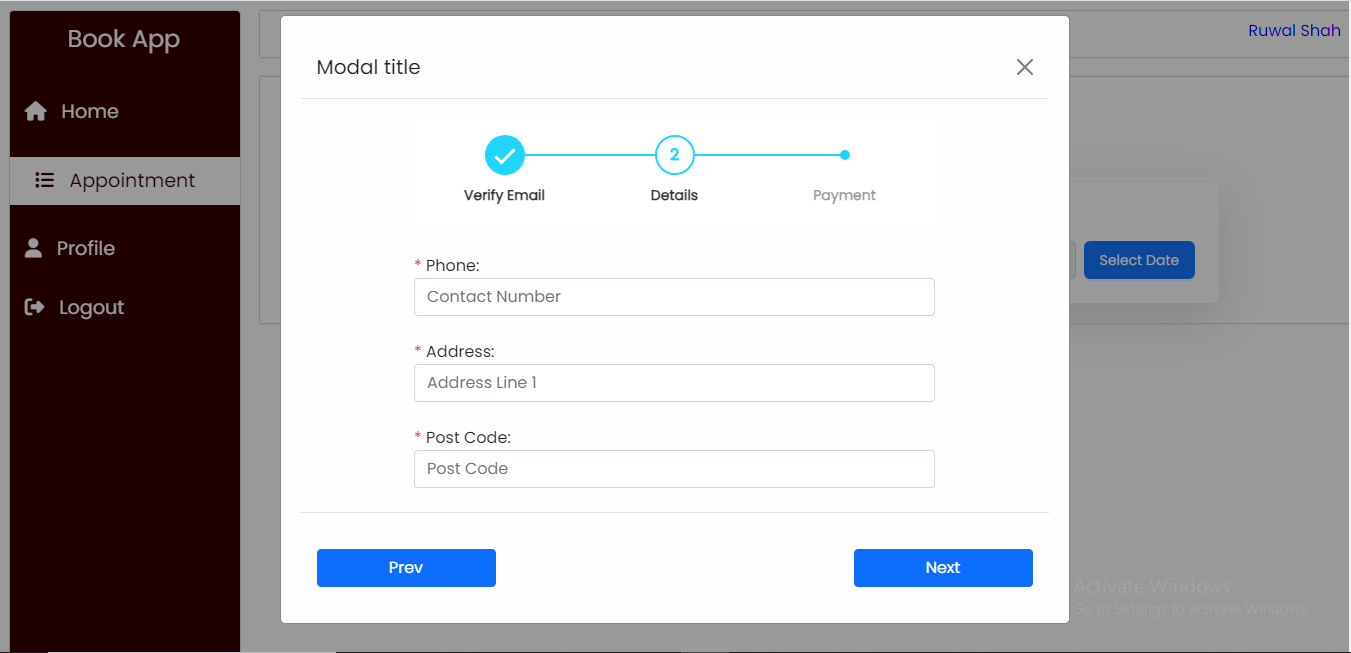 Book App
Home
Appointment
Profile
Logout
Ruwal Shah
Select Date
Modal title
2
Verify Email
Details
Payment
* Phone:
Contact Number
* Address:
Address Line 1
* Post Code:
Post Code
Prev
Next
Activate Windows
Go to Settings to activate Windows.